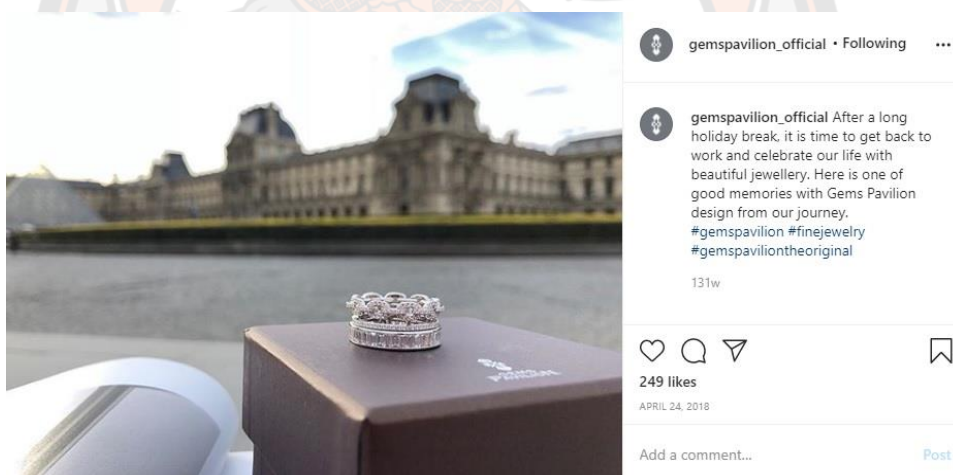 gemspavilion_official • Following
gemspavilion_official After a long
holiday break, it is time to get back to
work and celebrate our life with
beautiful jewellery. Here is one of
good memories with Gems Pavilion
design from our journey.
#gemspavilion #finejewelry
#gemspaviliontheoriginal
131w
GEMS
PAVILION
249 likes
APRIL 24, 2018
Add a comment...
Post